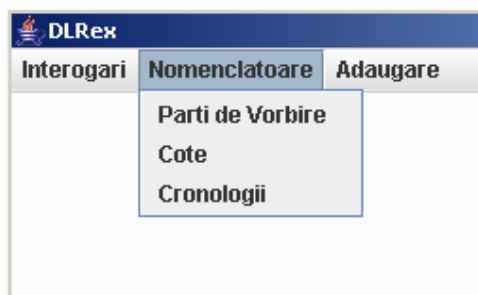 DLRex
Interogari Nomenclatoare Adaugare
Parti de Vorbire
Cote
Cronologii